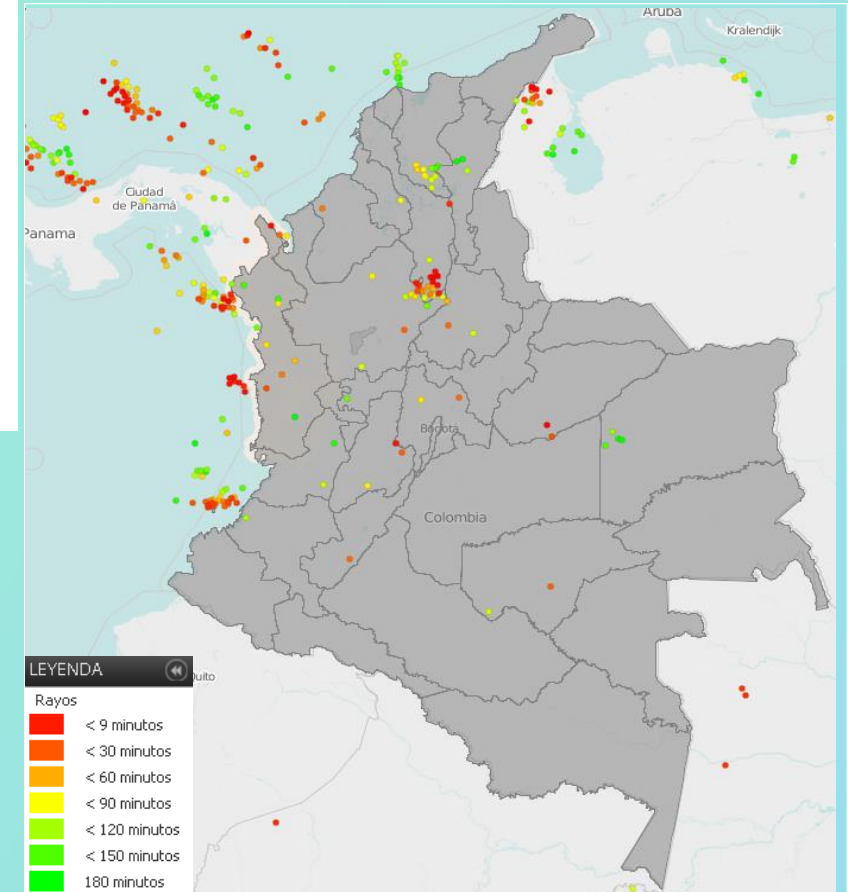 Aruba
Kralendijk
Ciudad
de Panamá
Panama
Bogotá
Colombia
LEYENDA
Rayos
< 9 minutos
< 30 minutos
< 60 minutos
< 90 minutos
< 120 minutos
< 150 minutos
180 minutos